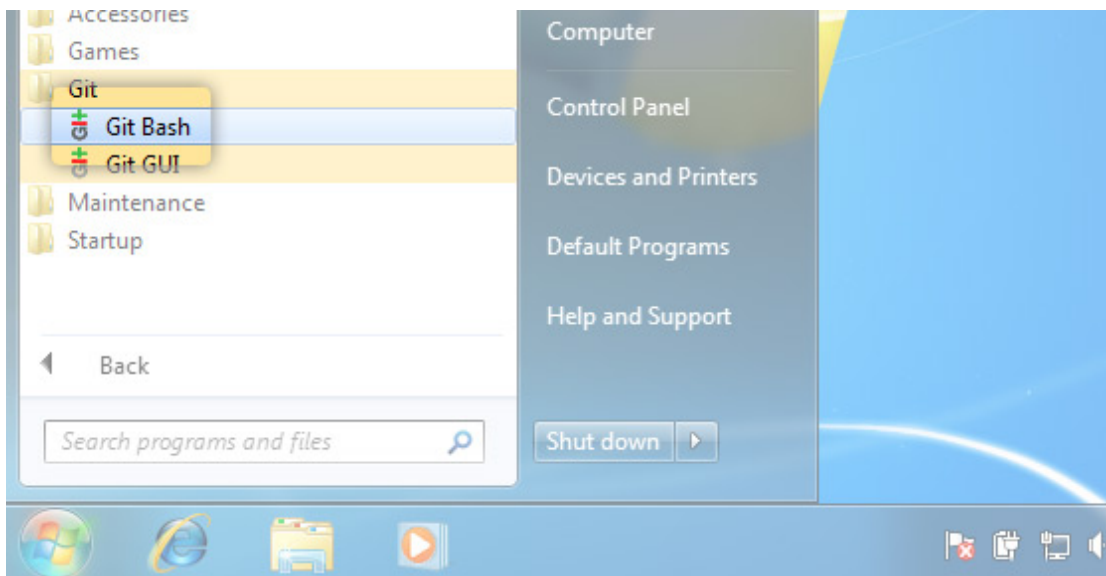 Accessories
Games
Git
Git Bash
Git GUI
Maintenance
Startup
Back
Search programs and files
Computer
Control Panel
Devices and Printers
Default Programs
Help and Support
Shut down